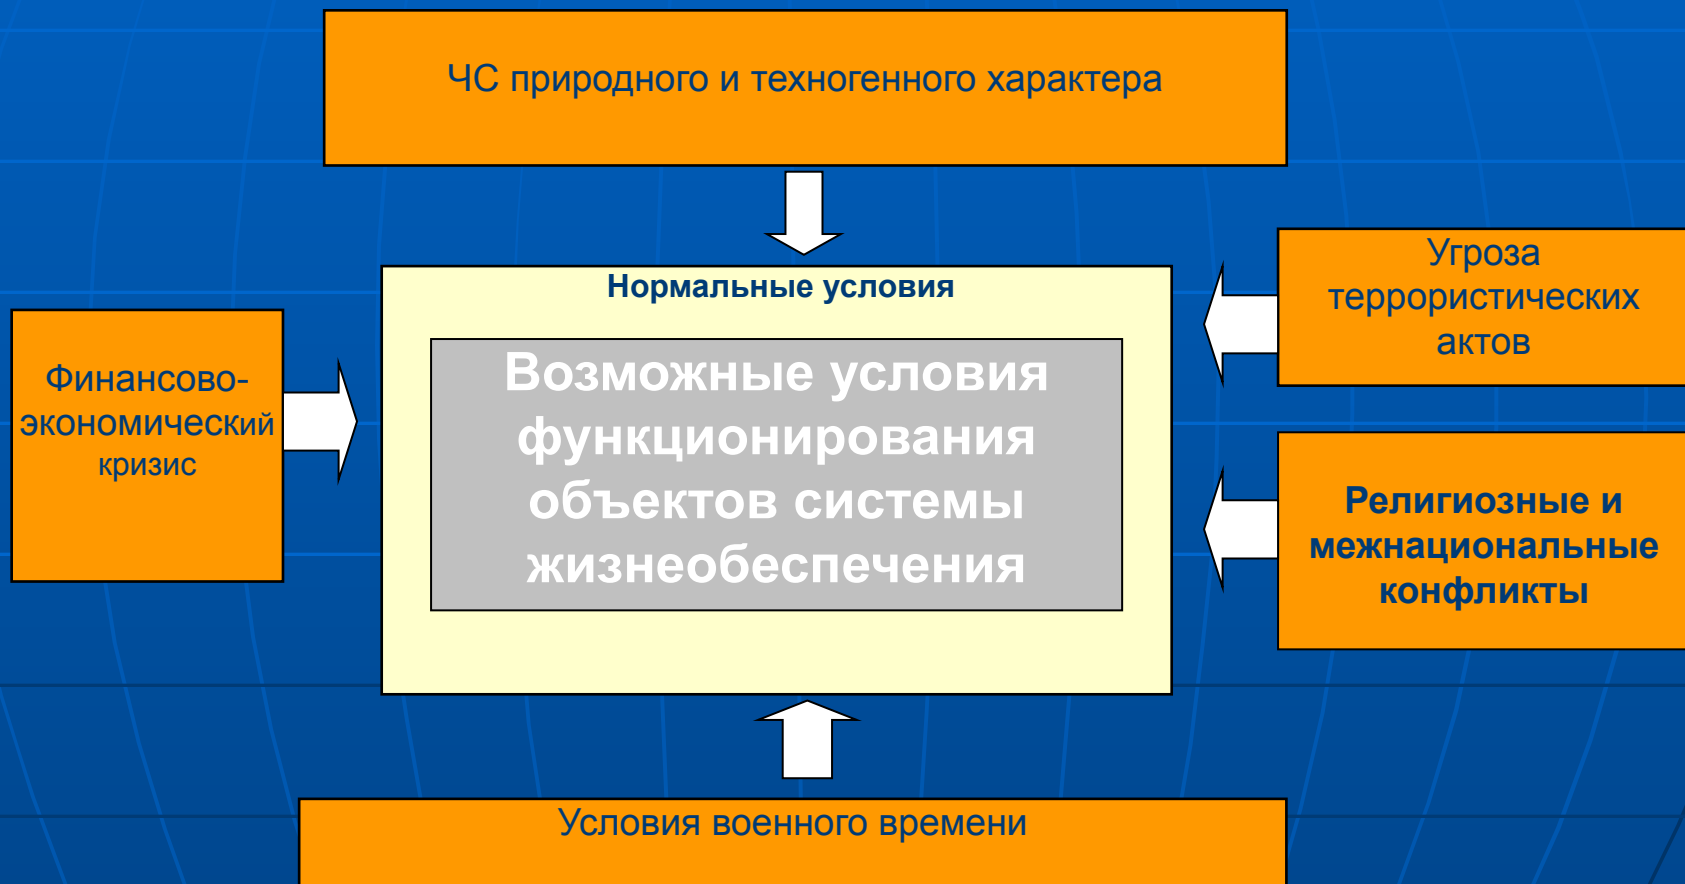 ЧС природного и техногенного характера
Нормальные условия
Возможные условия
функционирования
объектов системы
жизнеобеспечения
Финансово-
экономический
кризис
Угроза
террористических
актов
Религиозные и
межнациональные
конфликты
Условия военного времени